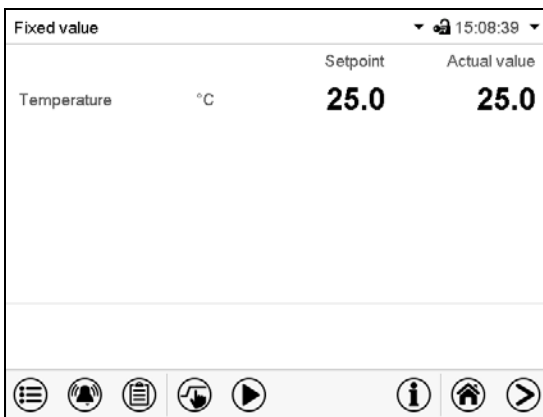 Fixed value 15:08:39
Setpoint Actual value
Temperature °C 25.0 25.0